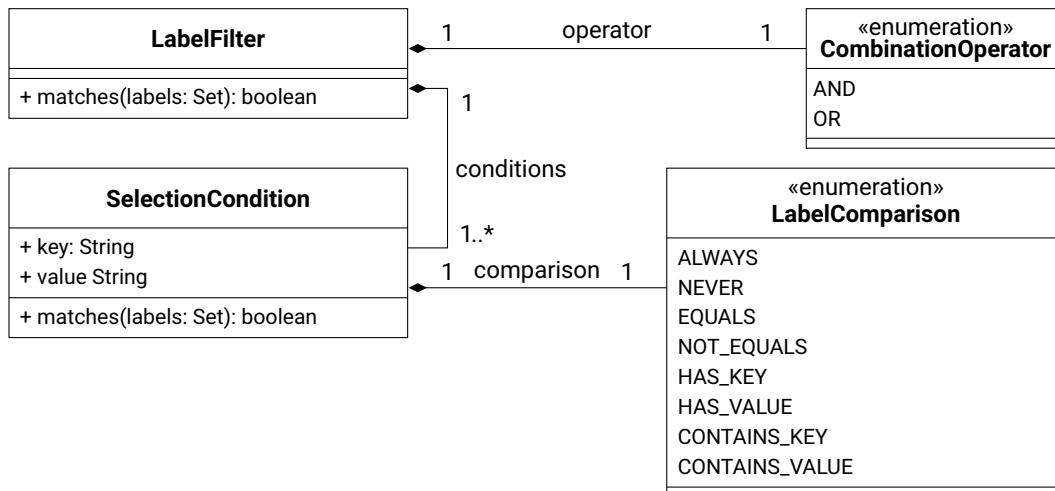 LabelFilter
+ matches(labels: Set): boolean
1
operator
1
«enumeration»
CombinationOperator
AND
OR
1
conditions
1..*
SelectionCondition
+ key: String
+ value String
+ matches(labels: Set): boolean
1
comparison
1
«enumeration»
LabelComparison
ALWAYS
NEVER
EQUALS
NOT_EQUALS
HAS_KEY
HAS_VALUE
CONTAINS_KEY
CONTAINS_VALUE